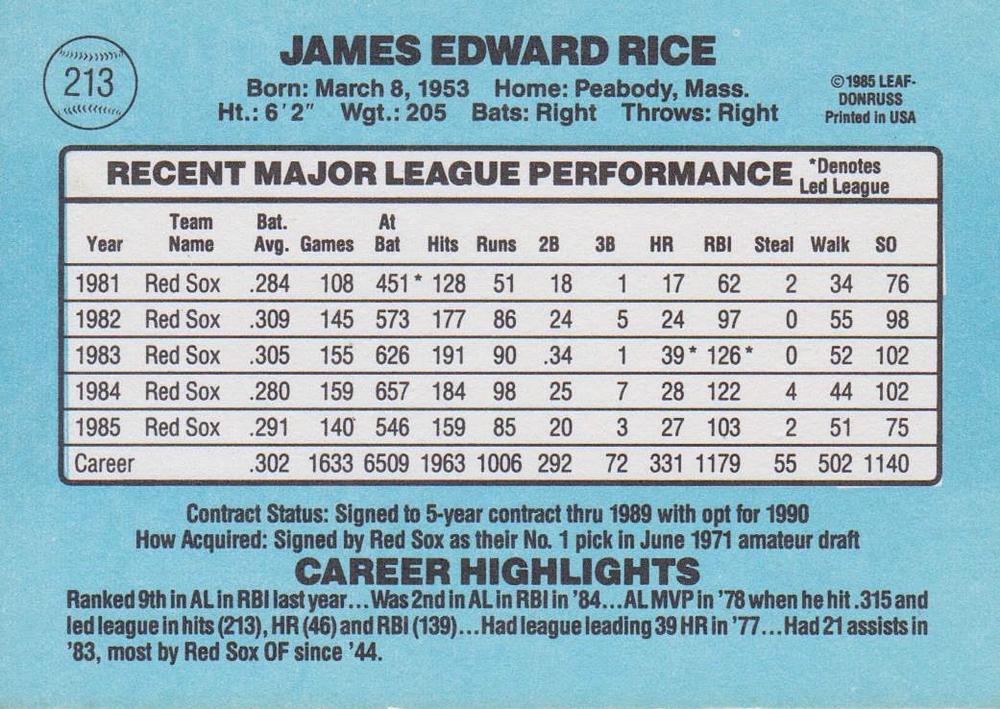 213
JAMES EDWARD RICE
Born: March 8, 1953 Home: Peabody, Mass.
Ht.: 6'2" Wgt.: 205 Bats: Right Throws: Right
©1985 LEAF-
DONRUSS
Printed in USA
RECENT MAJOR LEAGUE PERFORMANCE *Denotes
Led League
Year Team Name Bat. Avg. Games At Bat Hits Runs 2B 3B HR RBI Steal Walk SO
1981 Red Sox .284 108 451* 128 51 18 1 17 62 2 34 76
1982 Red Sox .309 145 573 177 86 24 5 24 97 0 55 98
1983 Red Sox .305 155 626 191 90 .34 1 39* 126* 0 52 102
1984 Red Sox .280 159 657 184 98 25 7 28 122 4 44 102
1985 Red Sox .291 140 546 159 85 20 3 27 103 2 51 75
Career .302 1633 6509 1963 1006 292 72 331 1179 55 502 1140
Contract Status: Signed to 5-year contract thru 1989 with opt for 1990
How Acquired: Signed by Red Sox as their No. 1 pick in June 1971 amateur draft
CAREER HIGHLIGHTS
Ranked 9th in AL in RBI last year...Was 2nd in AL in RBI in '84...AL MVP in '78 when he hit .315 and
led league in hits (213), HR (46) and RBI (139)...Had league leading 39 HR in '77...Had 21 assists in
'83, most by Red Sox OF since '44.